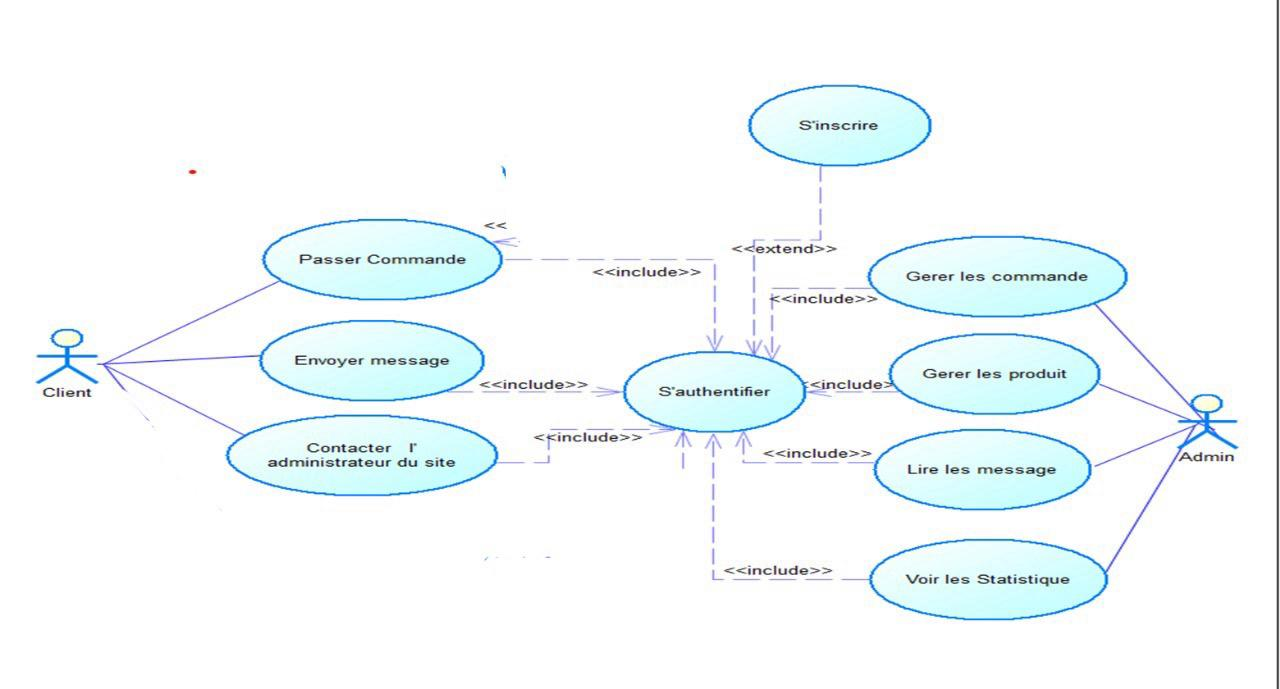 S'inscrire
<<
Passer Commande
<<include>>
<<extend>>
Gerer les commande
<<include>>
Envoyer message
<<include>>
S'authentifier
<<include>
Gerer les produit
Client
Contacter l'
administrateur du site
<<include>>
<<include>>
Lire les message
Admin
<<include>>
Voir les Statistique